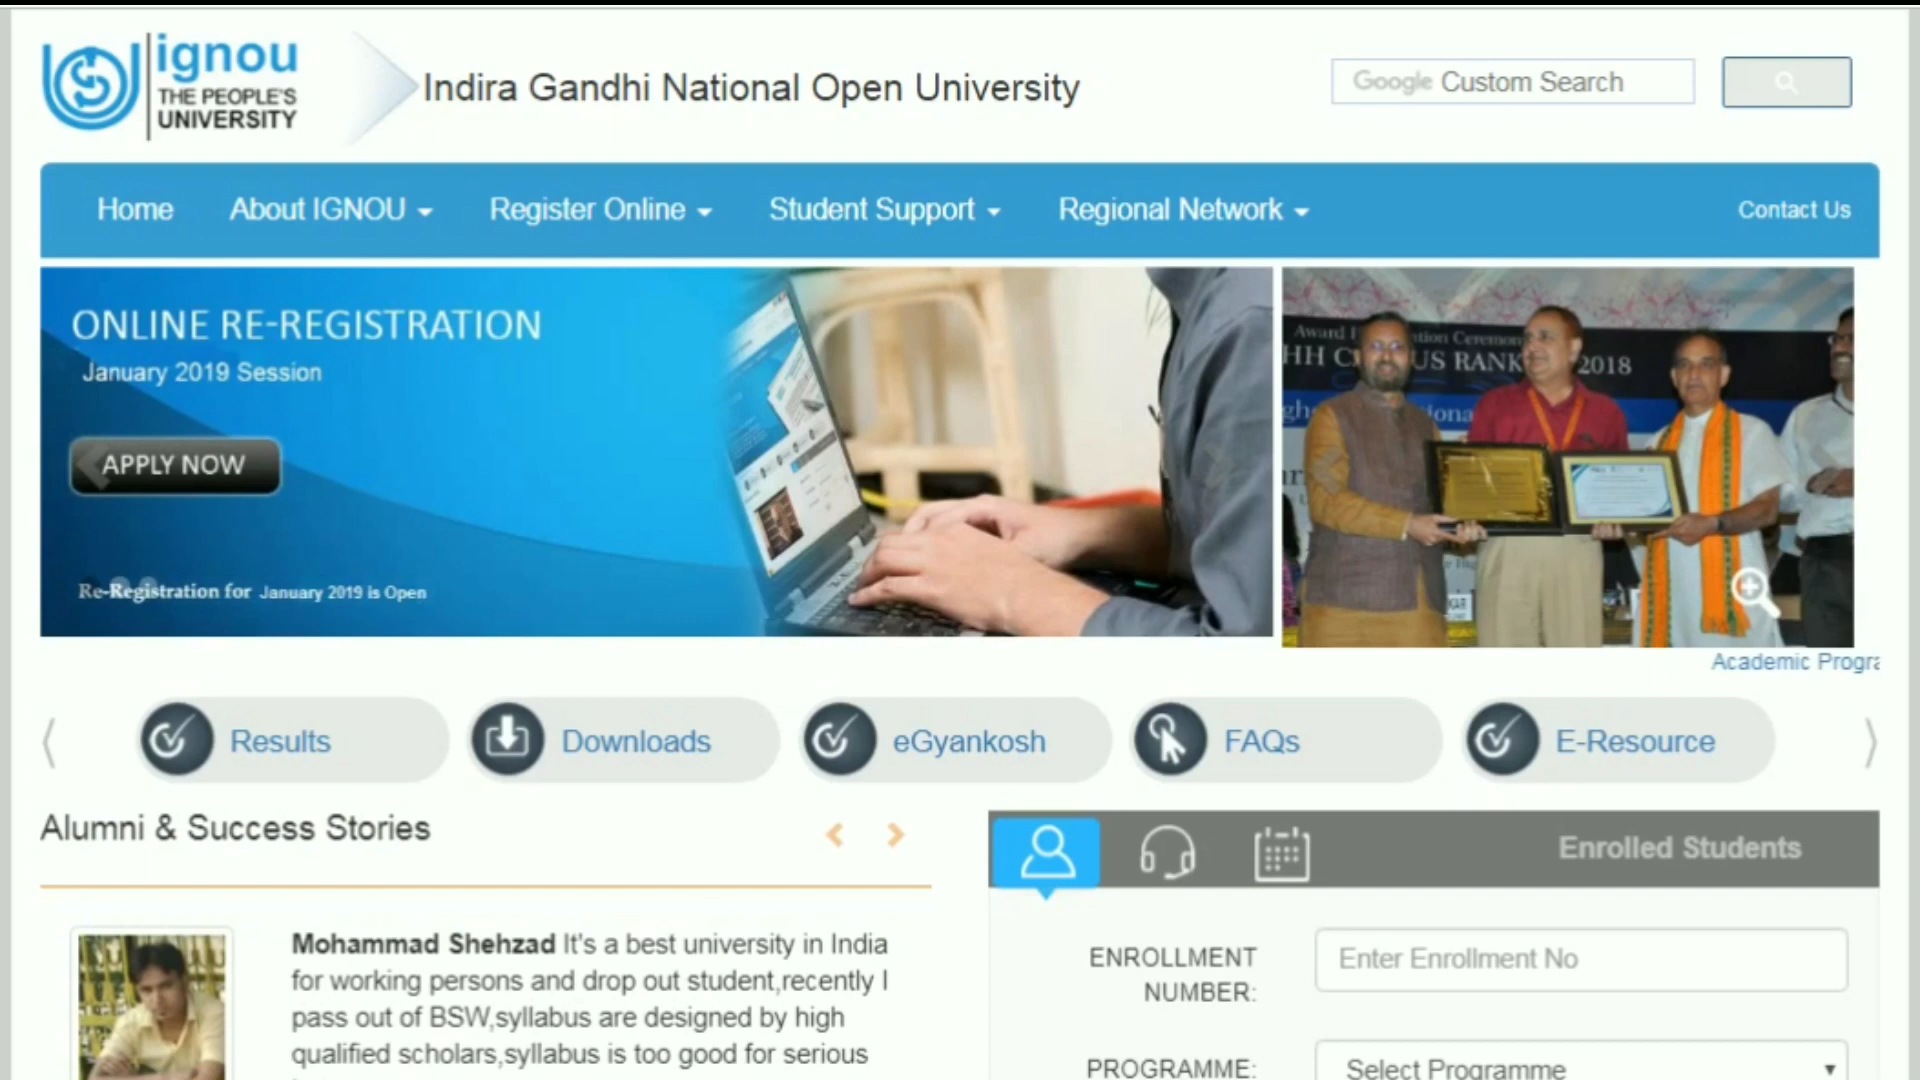 ignou
THE PEOPLE'S
UNIVERSITY
Indira Gandhi National Open University
Google Custom Search
Home
About IGNOU
Register Online
Student Support
Regional Network
Contact Us
ONLINE RE-REGISTRATION
January 2019 Session
APPLY NOW
Re-Registration for January 2019 is Open
2018
Academic Progra
Results
Downloads
eGyankosh
FAQs
E-Resource
Alumni & Success Stories
Enrolled Students
Mohammad Shehzad It's a best university in India
for working persons and drop out student,recently I
pass out of BSW,syllabus are designed by high
qualified scholars,syllabus is too good for serious
ENROLLMENT
NUMBER:
Enter Enrollment No
PROGRAMME:
Select Programme